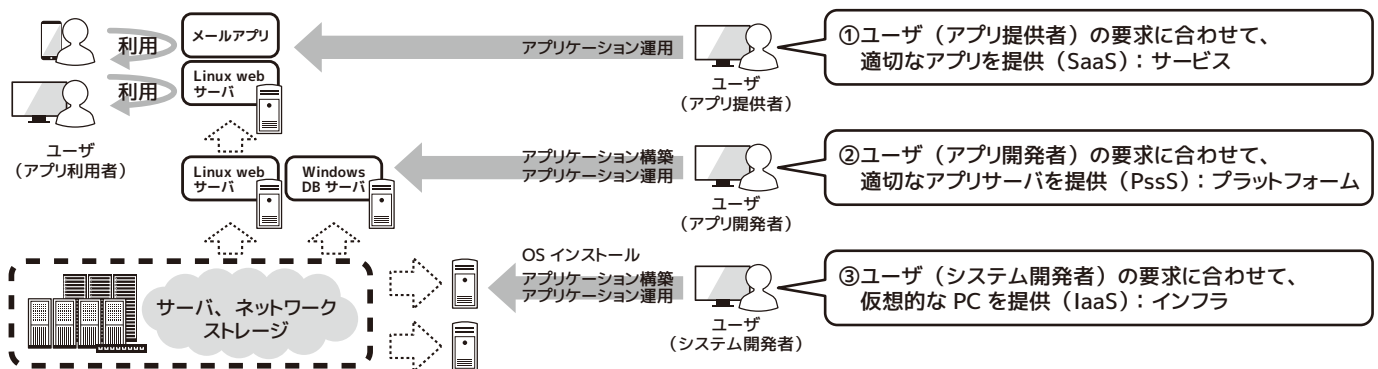 利用
メールアプリ
アプリケーション運用
ユーザ
（アプリ提供者）
①ユーザ（アプリ提供者）の要求に合わせて、
適切なアプリを提供（SaaS）：サービス
利用
Linux web
サーバ
ユーザ
（アプリ利用者）
Linux web
サーバ
Windows
DB サーバ
アプリケーション構築
アプリケーション運用
ユーザ
（アプリ開発者）
②ユーザ（アプリ開発者）の要求に合わせて、
適切なアプリサーバを提供（PssS）：プラットフォーム
サーバ、ネットワーク
ストレージ
OS インストール
アプリケーション構築
アプリケーション運用
ユーザ
（システム開発者）
③ユーザ（システム開発者）の要求に合わせて、
仮想的な PC を提供（IaaS）：インフラ